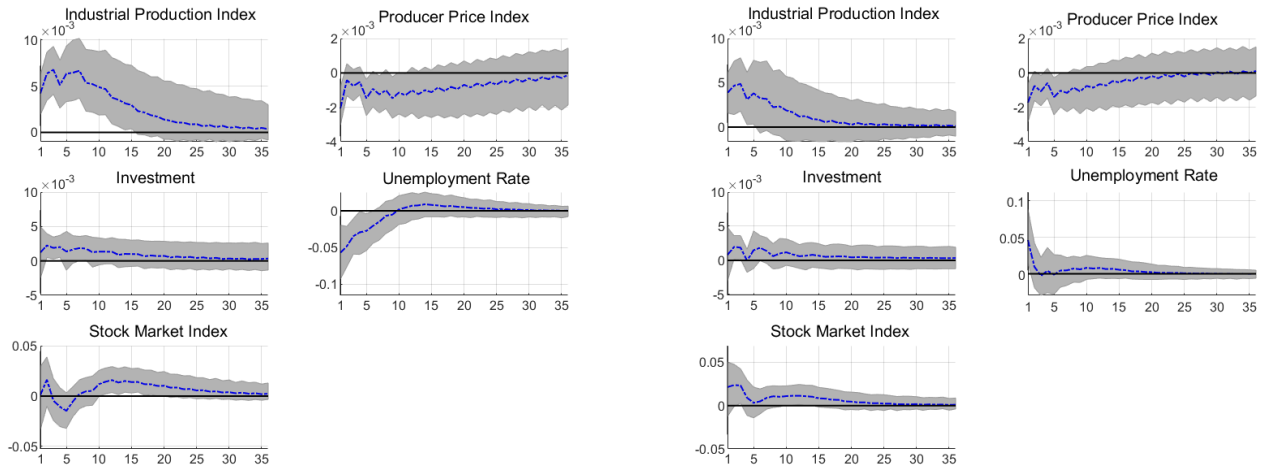 Industrial Production Index
×10⁻³
10
5
0
1 5 10 15 20 25 30 35
Producer Price Index
×10⁻³
2
0
-2
-4
1 5 10 15 20 25 30 35
Investment
×10⁻³
10
5
0
-5
1 5 10 15 20 25 30 35
Unemployment Rate
0
-0.05
-0.1
1 5 10 15 20 25 30 35
Stock Market Index
0.05
0
-0.05
1 5 10 15 20 25 30 35
Industrial Production Index
×10⁻³
10
5
0
1 5 10 15 20 25 30 35
Producer Price Index
×10⁻³
2
0
-2
-4
1 5 10 15 20 25 30 35
Investment
×10⁻³
10
5
0
-5
1 5 10 15 20 25 30 35
Unemployment Rate
0.1
0.05
0
1 5 10 15 20 25 30 35
Stock Market Index
0.05
0
-0.05
1 5 10 15 20 25 30 35